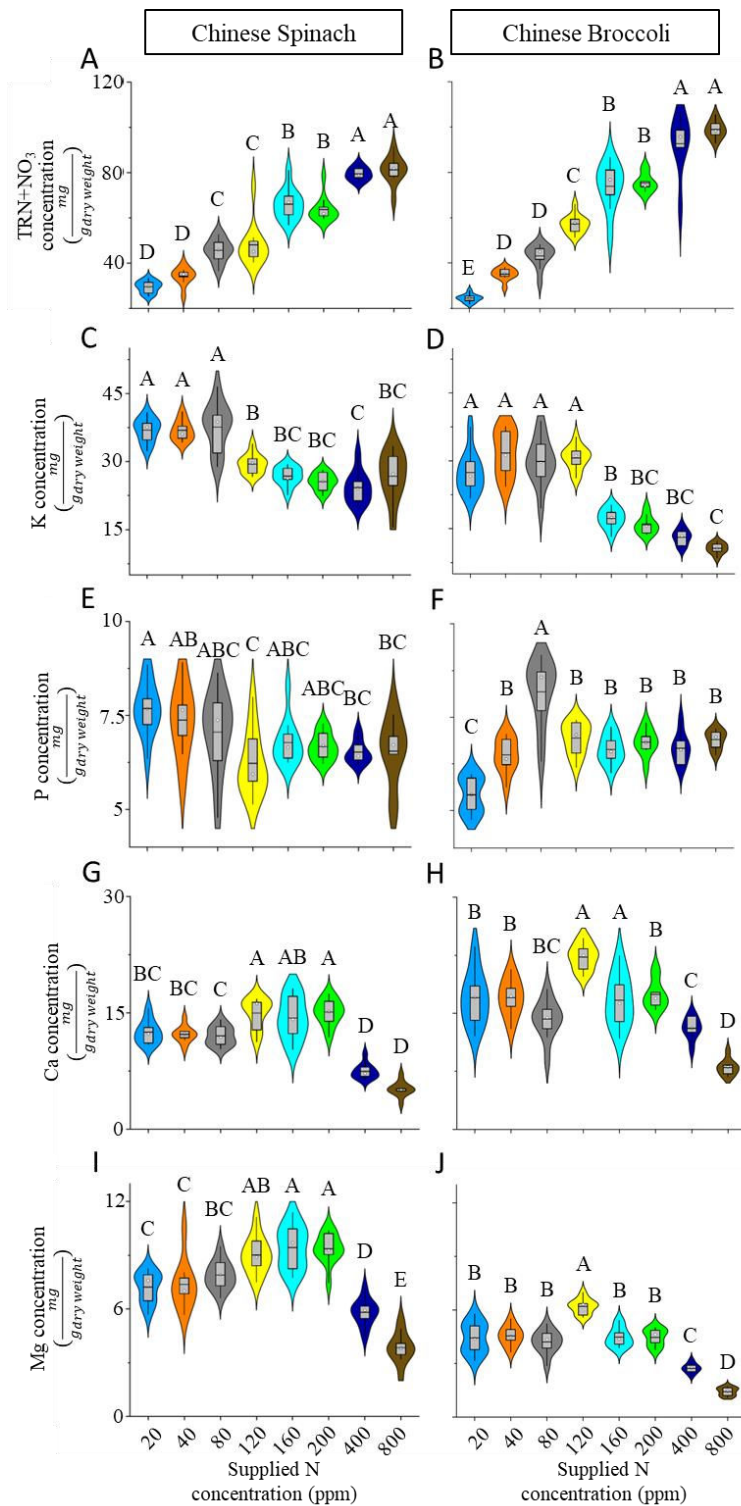 Chinese Spinach
Chinese Broccoli
A
B
TRN+NO3
concentration
(mg
g dry weight)
120
80
40
D D C C B B A A
E D D C B B A A
C
D
K concentration
(mg
g dry weight)
45
30
15
A A A B BC BC C BC
A A A A B BC BC C
E
F
P concentration
(mg
g dry weight)
10
7.5
5
A AB ABC C ABC ABC BC BC
C B A B B B B B
G
H
Ca concentration
(mg
g dry weight)
30
15
0
BC BC C A AB A D D
B B BC A A B C D
I
J
Mg concentration
(mg
g dry weight)
12
6
0
C C BC AB A A D E
B B B A B B C D
20 40 80 120 160 200 400 800
20 40 80 120 160 200 400 800
Supplied N
concentration (ppm)
Supplied N
concentration (ppm)